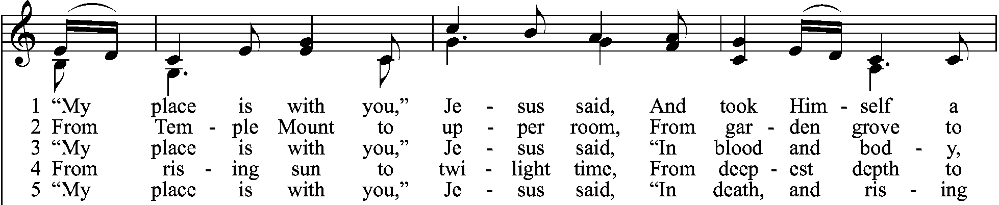 1 “My place is with you,” Je - sus said, And took Him - self a
2 From Tem - ple Mount to up - per room, From gar - den grove to
3 “My place is with you,” Je - sus said, “In blood and bod - y,
4 From ris - ing sun to twi - light time, From deep - est depth to
5 “My place is with you,” Je - sus said, “In death, and ris - ing